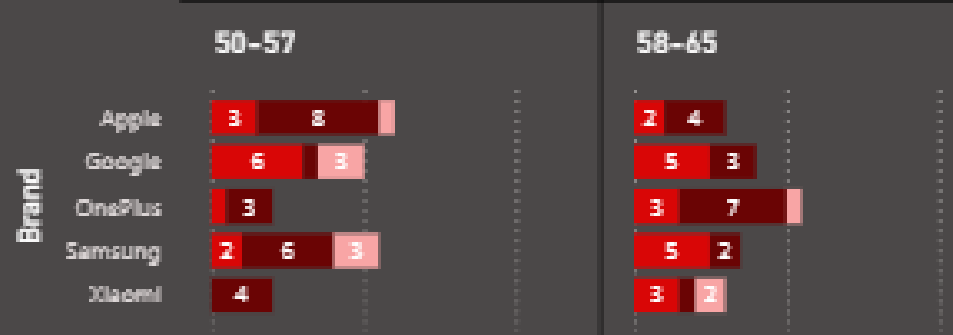 50-57 58-65
Apple 3 8 2 4
Google 6 3 5 3
OnePlus 3 3 7
Samsung 2 6 3 5 2
Xiaomi 4 3 2
Brand